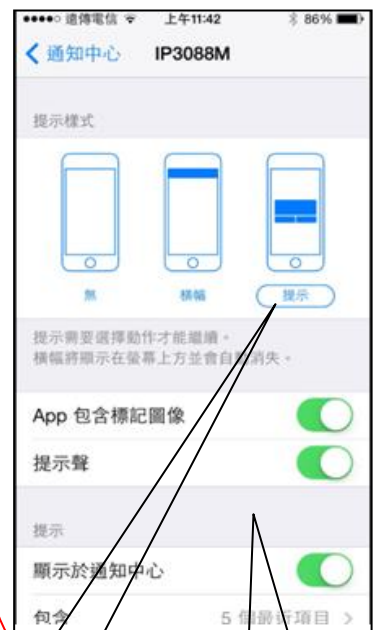 遠傳電信 上午11:42 86%
通知中心 IP3088M
提示樣式
無 橫幅 提示
提示需要選擇動作才能繼續。
橫幅將顯示在螢幕上方並會自動消失。
App 包含標記圖像
提示聲
提示
顯示於通知中心
包含 5 個最近項目